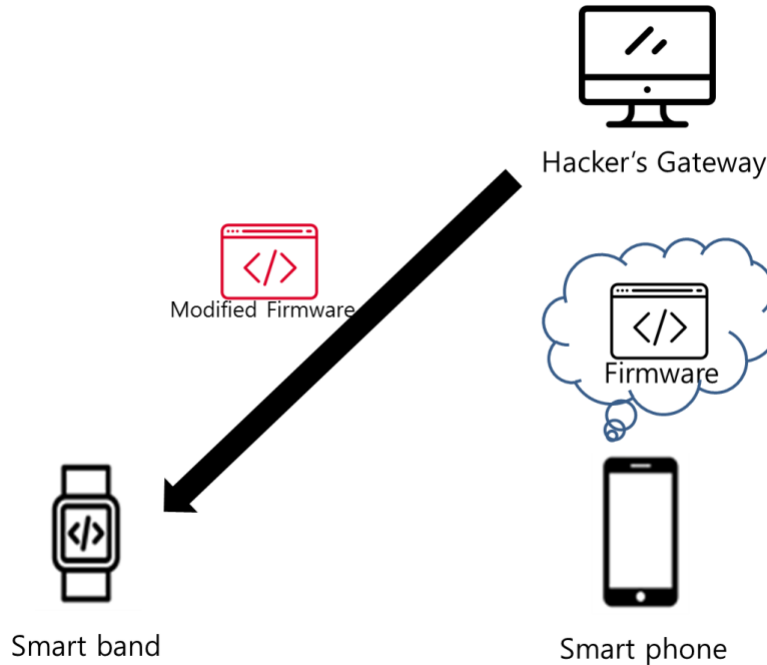 Hacker's Gateway
</>
Modified Firmware
</>
Firmware
</>
Smart band
Smart phone